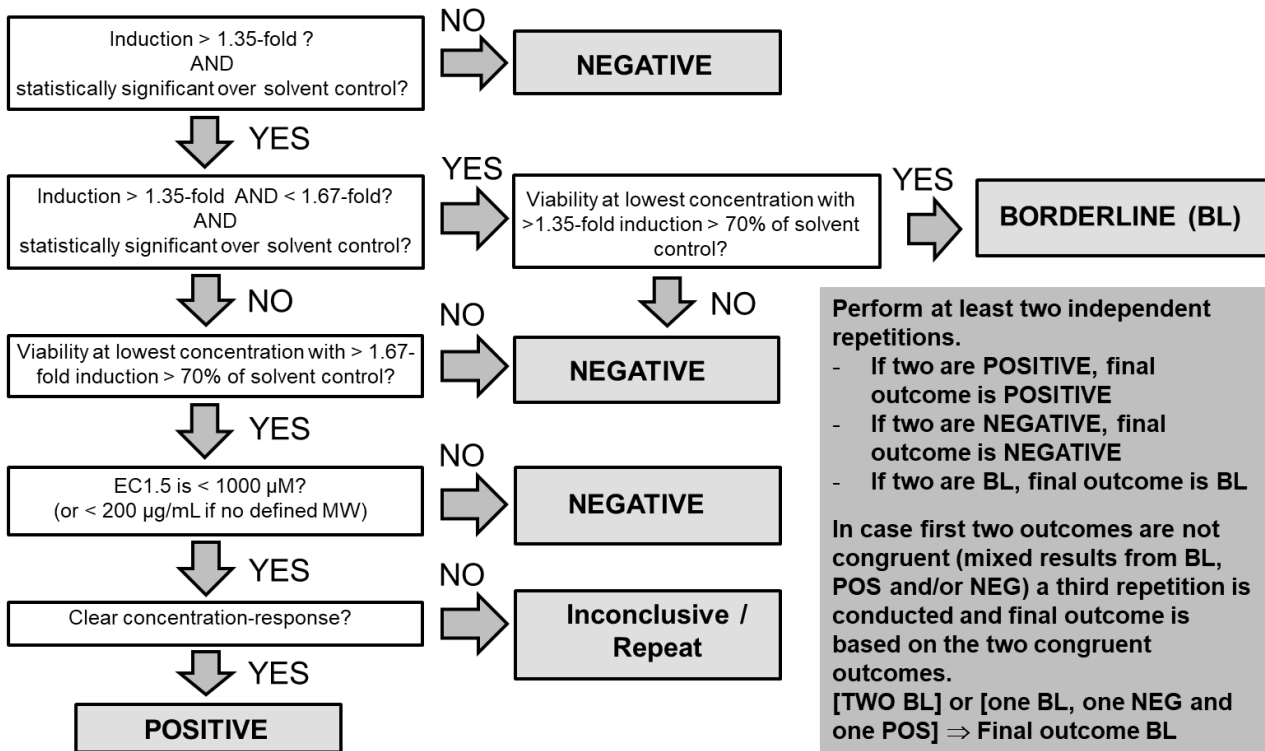 Induction > 1.35-fold ?
AND
statistically significant over solvent control?
NO
NEGATIVE
YES
Induction > 1.35-fold AND < 1.67-fold?
AND
statistically significant over solvent control?
YES
Viability at lowest concentration with
>1.35-fold induction > 70% of solvent
control?
YES
BORDERLINE (BL)
NO
NO
Viability at lowest concentration with > 1.67-
fold induction > 70% of solvent control?
NO
NEGATIVE
YES
EC1.5 is < 1000 µM?
(or < 200 µg/mL if no defined MW)
NO
NEGATIVE
YES
Clear concentration-response?
NO
Inconclusive /
Repeat
YES
POSITIVE
Perform at least two independent
repetitions.
- If two are POSITIVE, final
outcome is POSITIVE
- If two are NEGATIVE, final
outcome is NEGATIVE
- If two are BL, final outcome is BL
In case first two outcomes are not
congruent (mixed results from BL,
POS and/or NEG) a third repetition is
conducted and final outcome is
based on the two congruent
outcomes.
[TWO BL] or [one BL, one NEG and
one POS] ⇒ Final outcome BL